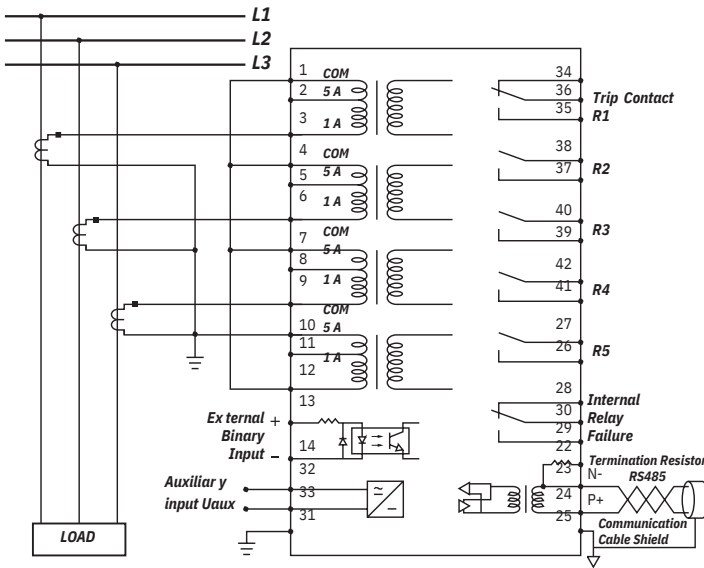 L1
L2
L3
1 COM
2 5 A
3 1 A
4 COM
5 5 A
6 1 A
7 COM
8 5 A
9 1 A
10 COM
11 5 A
12 1 A
13
External +
Binary
Input –
14
32
Auxiliary
input Uaux
33
31
LOAD
34
36
35
Trip Contact
R1
38
37
R2
40
39
R3
42
41
R4
27
26
R5
28
30
29
Internal
Relay
Failure
22
23
Termination Resistor
N-
RS485
24
P+
25
Communication
Cable Shield